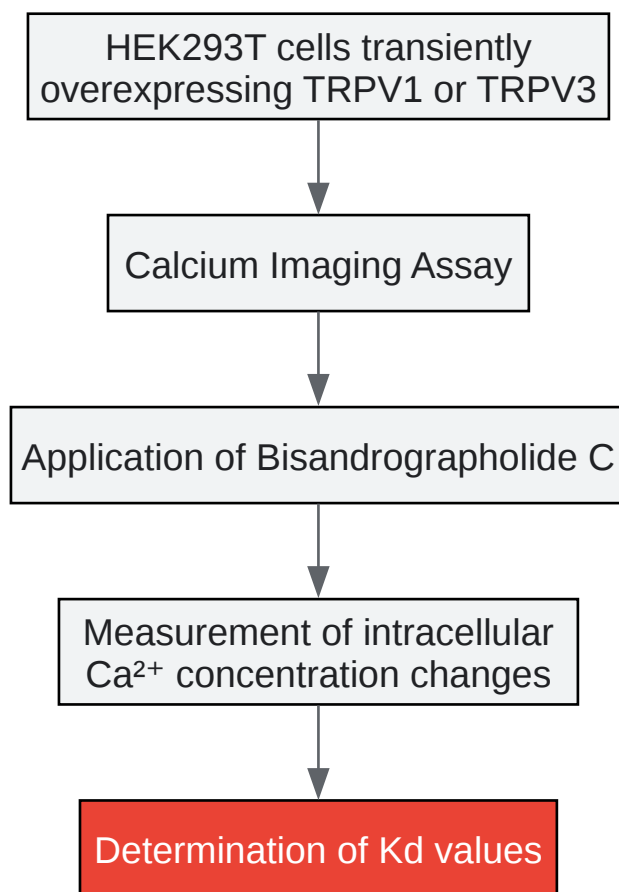 HEK293T cells transiently
overexpressing TRPV1 or TRPV3
Calcium Imaging Assay
Application of Bisandrographolide C
Measurement of intracellular
Ca²⁺ concentration changes
Determination of Kd values